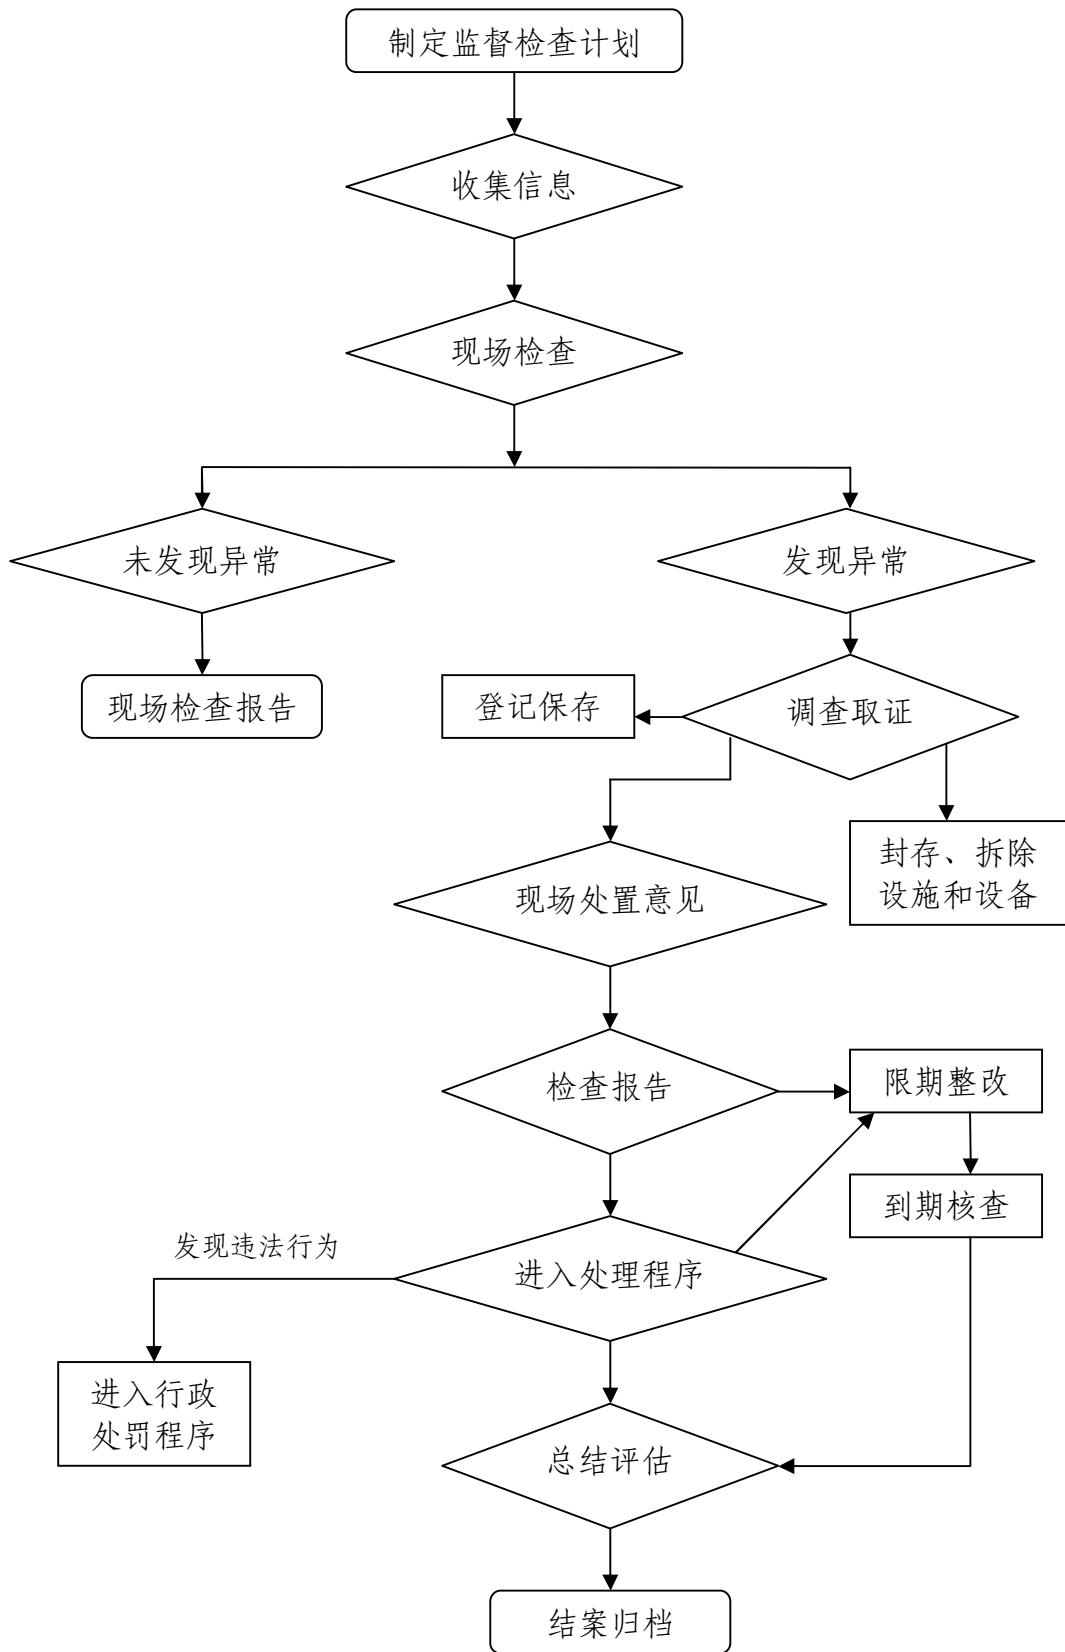 制定监督检查计划
收集信息
现场检查
未发现异常
发现异常
现场检查报告
登记保存
调查取证
封存、拆除
设施和设备
现场处置意见
检查报告
限期整改
到期核查
发现违法行为
进入处理程序
进入行政
处罚程序
总结评估
结案归档